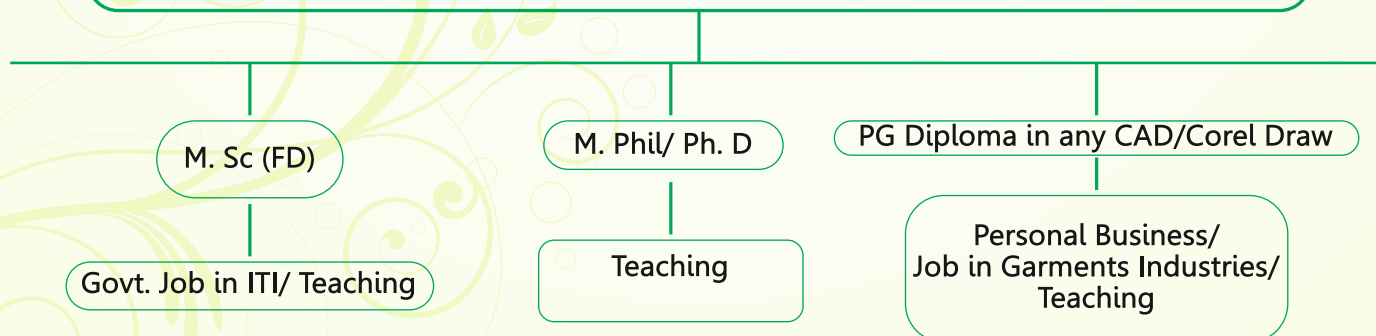 M. Sc (FD)
M. Phil/ Ph. D
PG Diploma in any CAD/Corel Draw
Govt. Job in ITI/ Teaching
Teaching
Personal Business/
Job in Garments Industries/
Teaching